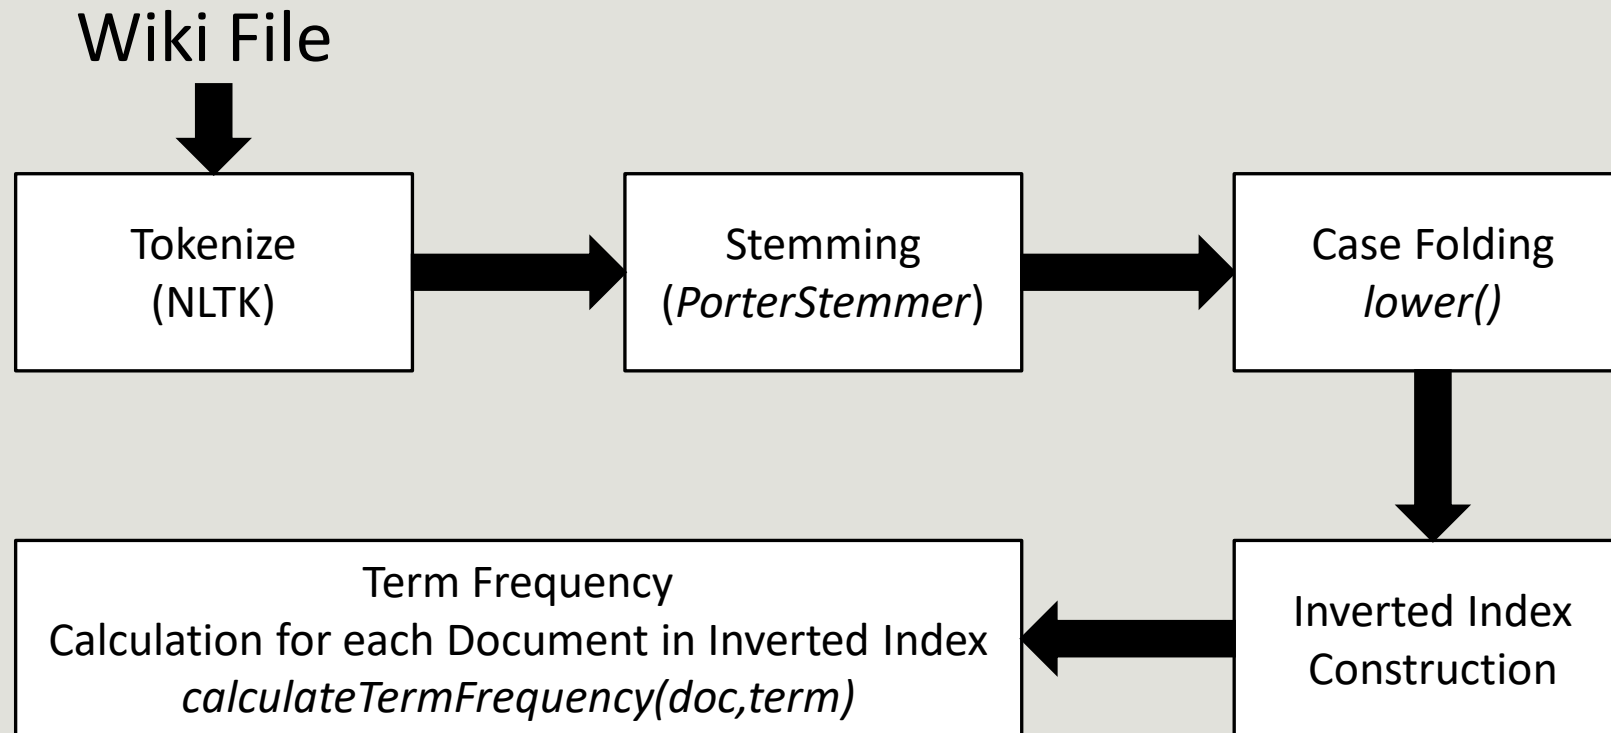 Wiki File
Tokenize
(NLTK)
Stemming
(PorterStemmer)
Case Folding
lower()
Inverted Index
Construction
Term Frequency
Calculation for each Document in Inverted Index
calculateTermFrequency(doc,term)